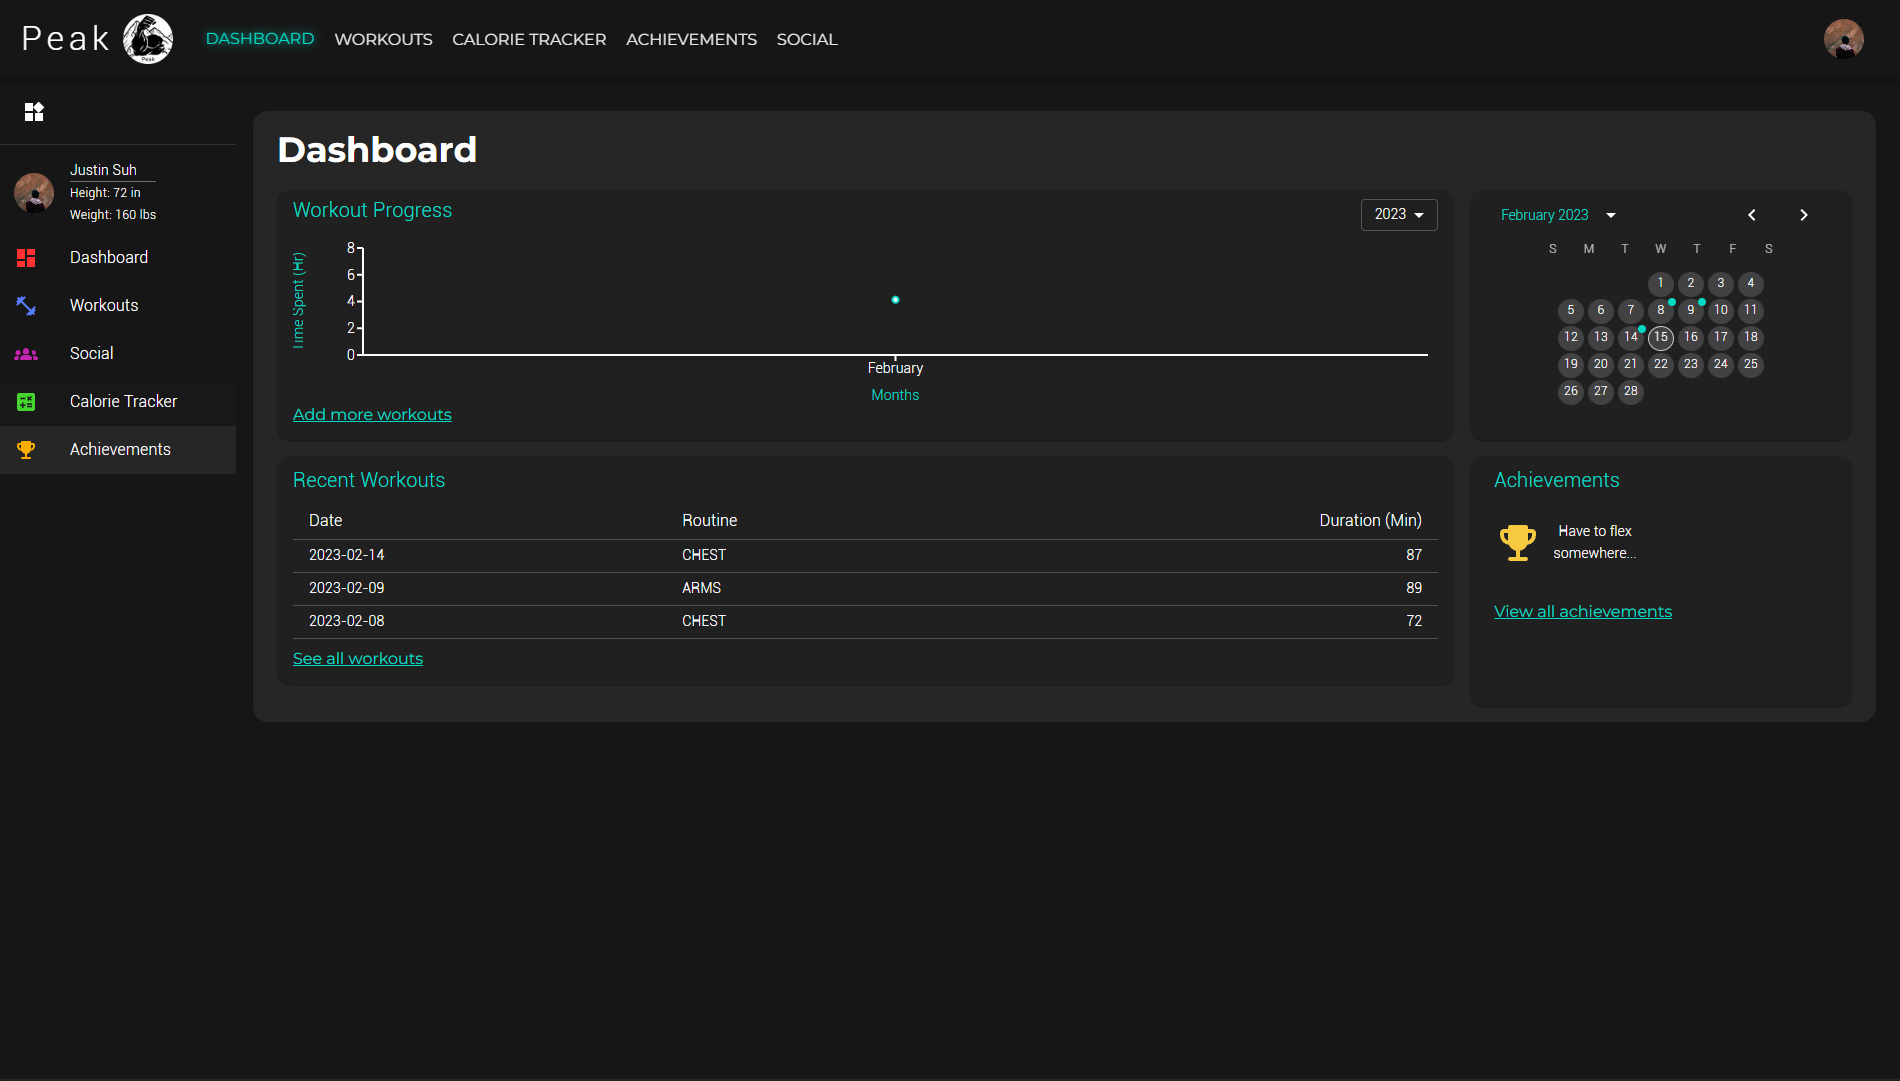 Peak
Peak
DASHBOARD
WORKOUTS
CALORIE TRACKER
ACHIEVEMENTS
SOCIAL
Justin Suh
Height: 72 in
Weight: 160 lbs
Dashboard
Workouts
Social
Calorie Tracker
Achievements
Dashboard
Workout Progress
2023
Time Spent (Hr)
8
6
4
2
0
February
Months
Add more workouts
February 2023
S M T W T F S
1 2 3 4
5 6 7 8 9 10 11
12 13 14 15 16 17 18
19 20 21 22 23 24 25
26 27 28
Recent Workouts
Date Routine Duration (Min)
2023-02-14 CHEST 87
2023-02-09 ARMS 89
2023-02-08 CHEST 72
See all workouts
Achievements
Have to flex
somewhere...
View all achievements